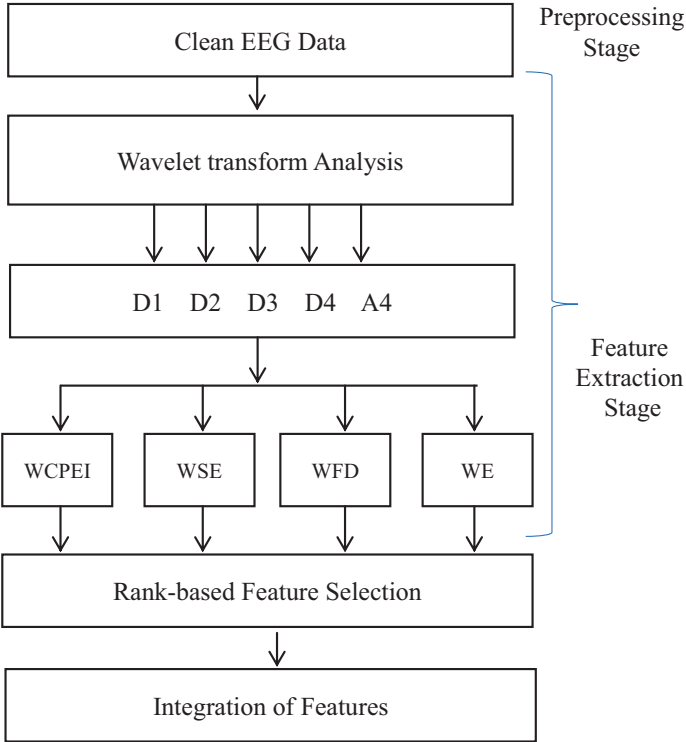 Preprocessing
Stage
Clean EEG Data
Wavelet transform Analysis
D1 D2 D3 D4 A4
Feature
Extraction
Stage
WCPEI WSE WFD WE
Rank-based Feature Selection
Integration of Features